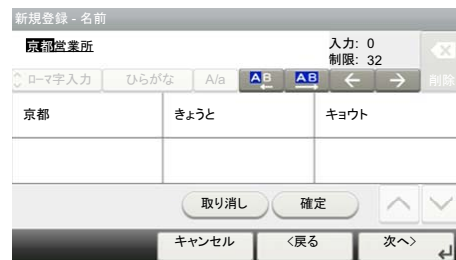 新規登録 - 名前
京都営業所
入力: 0
制限: 32
ローマ字入力 ひらがな A/a AB AB 削除
京都 きょうと キョウト
取り消し 確定
キャンセル <戻る 次へ>